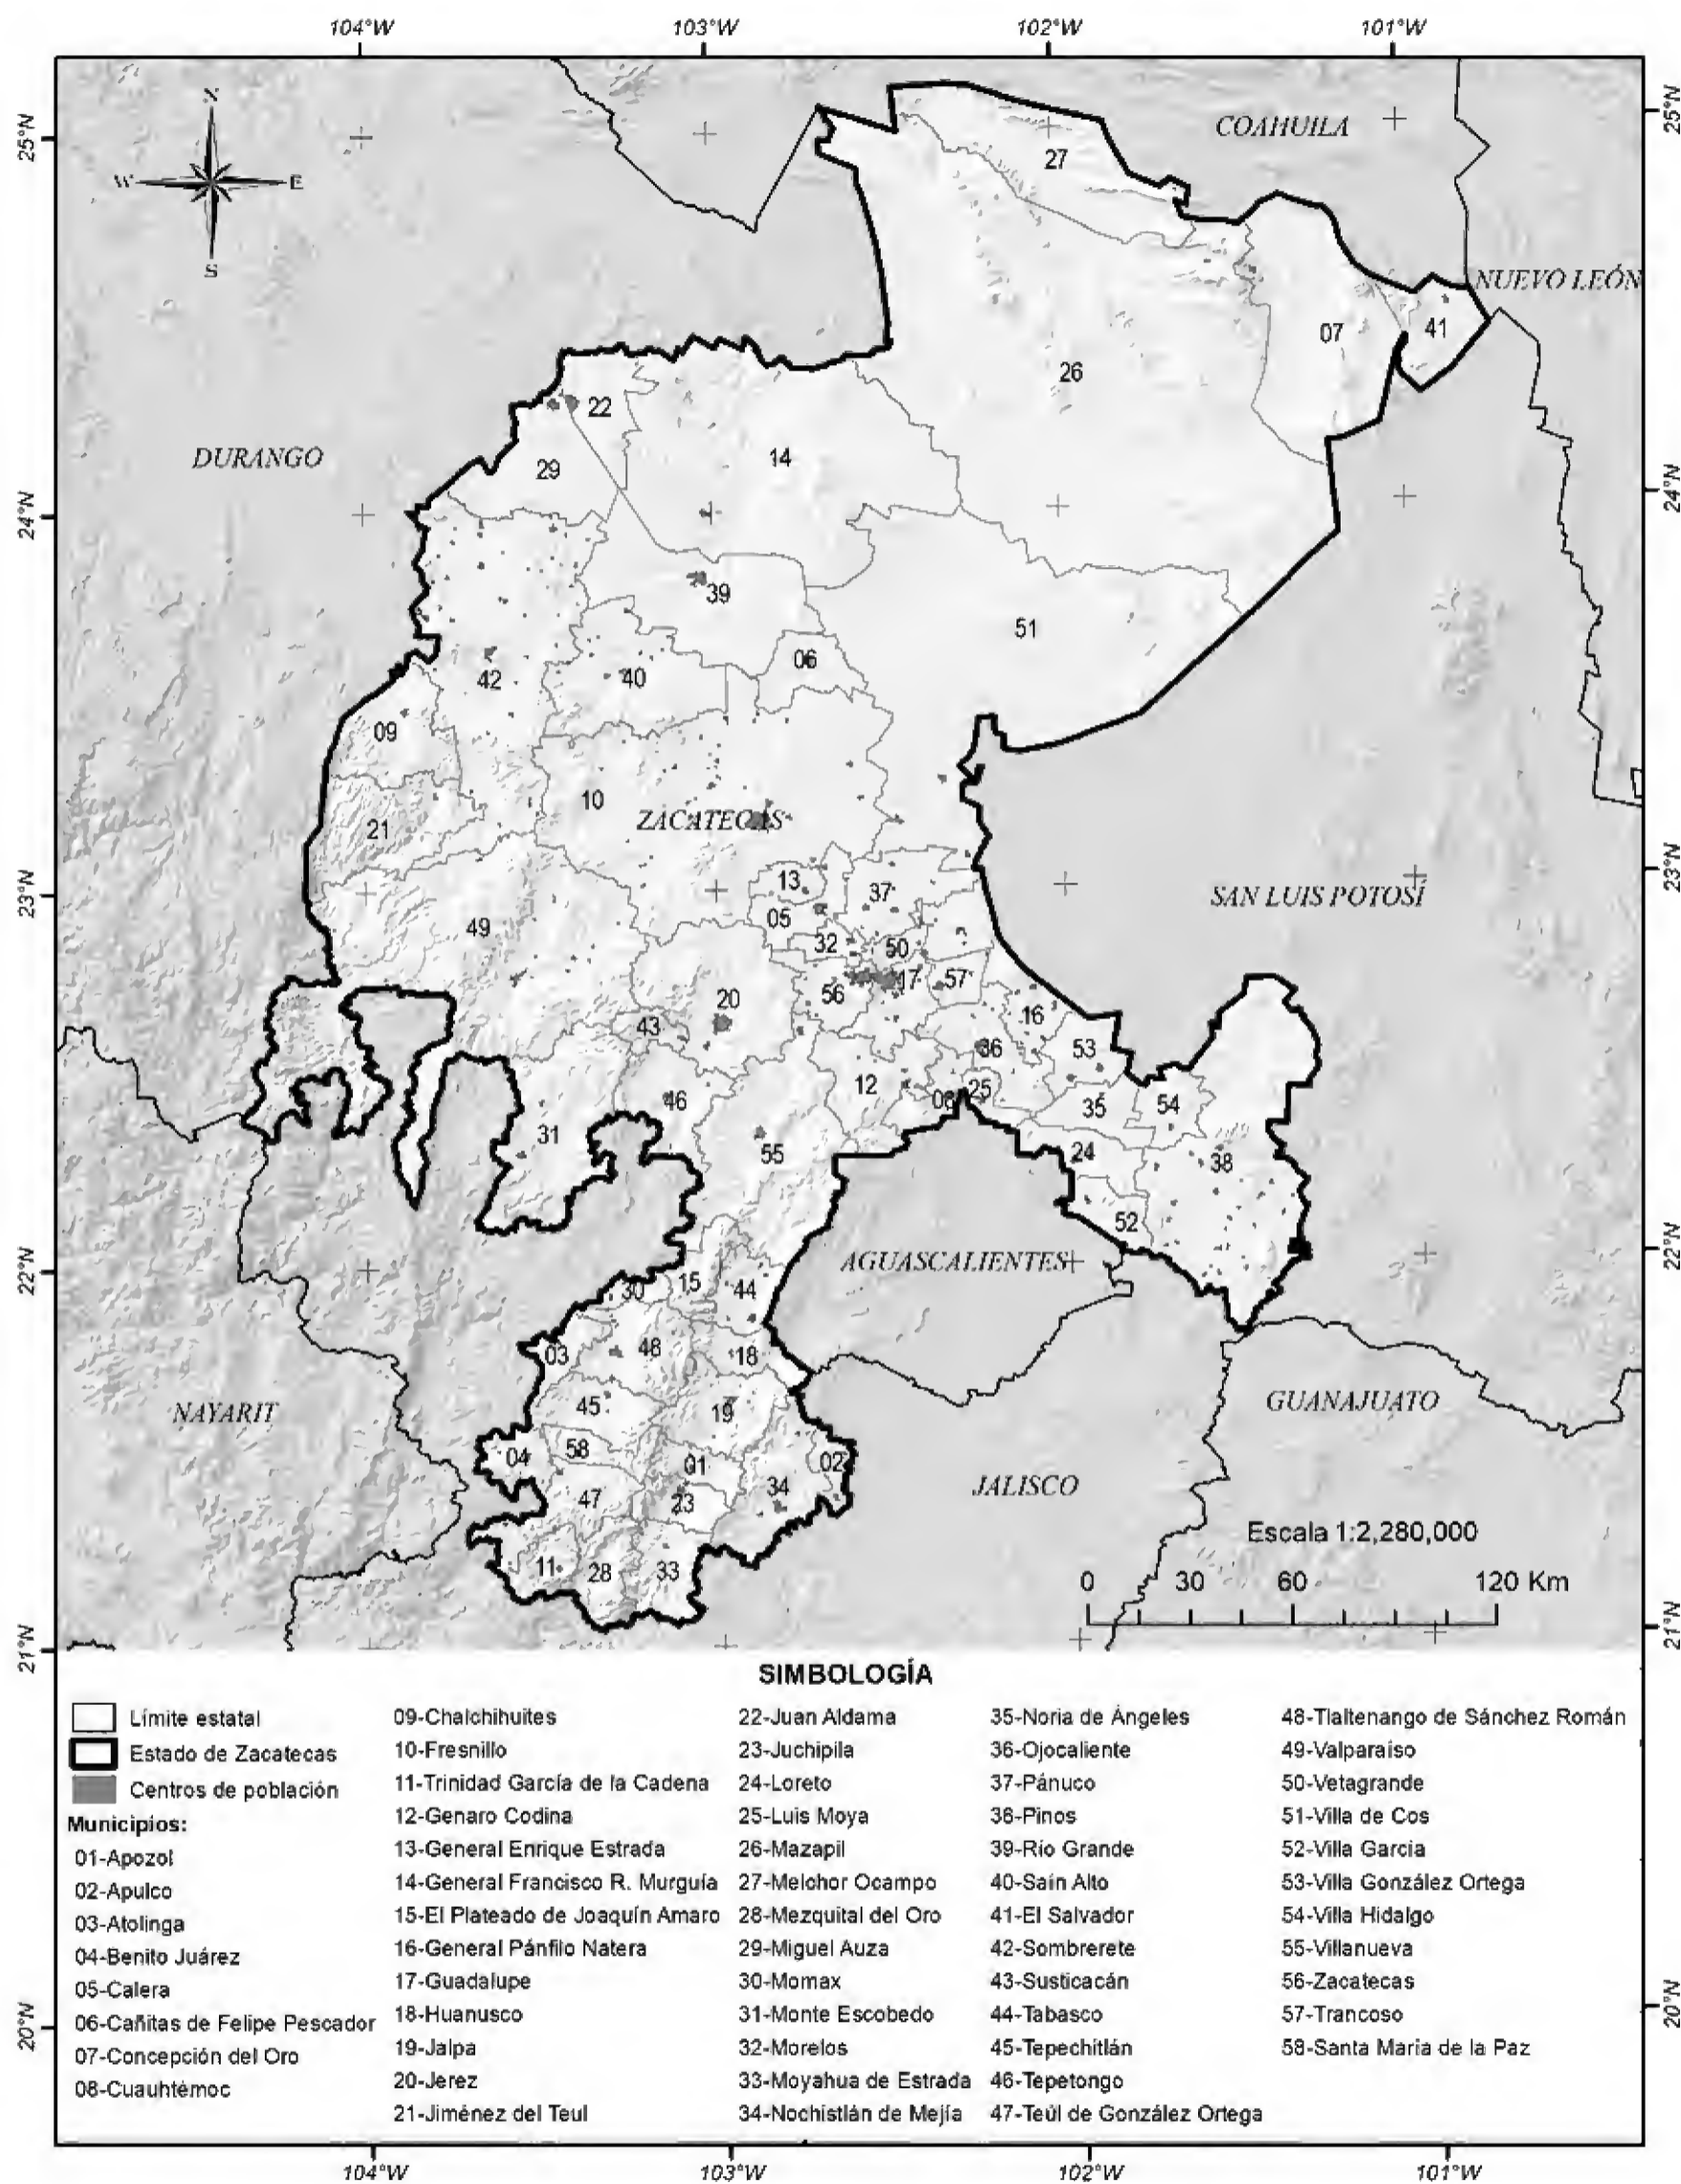 104°W 103°W 102°W 101°W
25°N 25°N
N
W E
S
COAHUILA
27
NUEVO LEÓN
07 41
26
22
DURANGO
29 14
24°N 24°N
39
51
06
42 40
09
10 ZACATECAS
21
13 37
23°N 23°N
SAN LUIS POTOSÍ
05
49 32 50
17 57
56
20 16
43 36 53
12 25
46 08 35 54
31 55 24 38
52
22°N AGUASCALIENTES 22°N
30 15 44
03 48 18
NAYARIT 45 19 GUANAJUATO
04 58 01 02
47 23 34 JALISCO
11 28 33
Escala 1:2,280,000
0 30 60 120 Km
21°N 21°N
SIMBOLOGÍA
Límite estatal
Estado de Zacatecas
Centros de población
Municipios:
01-Apozol
02-Apulco
03-Atolinga
04-Benito Juárez
05-Calera
06-Cañitas de Felipe Pescador
07-Concepción del Oro
08-Cuauhtémoc
09-Chalchihuites
10-Fresnillo
11-Trinidad García de la Cadena
12-Genaro Codina
13-General Enrique Estrada
14-General Francisco R. Murguía
15-El Plateado de Joaquín Amaro
16-General Pánfilo Natera
17-Guadalupe
18-Huanusco
19-Jalpa
20-Jerez
21-Jiménez del Teul
22-Juan Aldama
23-Juchipila
24-Loreto
25-Luis Moya
26-Mazapil
27-Melchor Ocampo
28-Mezquital del Oro
29-Miguel Auza
30-Momax
31-Monte Escobedo
32-Morelos
33-Moyahua de Estrada
34-Nochistlán de Mejía
35-Noria de Ángeles
36-Ojocaliente
37-Pánuco
38-Pinos
39-Río Grande
40-Saín Alto
41-El Salvador
42-Sombrerete
43-Susticacán
44-Tabasco
45-Tepechitlán
46-Tepetongo
47-Teúl de González Ortega
48-Tlaltenango de Sánchez Román
49-Valparaíso
50-Vetagrande
51-Villa de Cos
52-Villa García
53-Villa González Ortega
54-Villa Hidalgo
55-Villanueva
56-Zacatecas
57-Trancoso
58-Santa María de la Paz
20°N 20°N
104°W 103°W 102°W 101°W